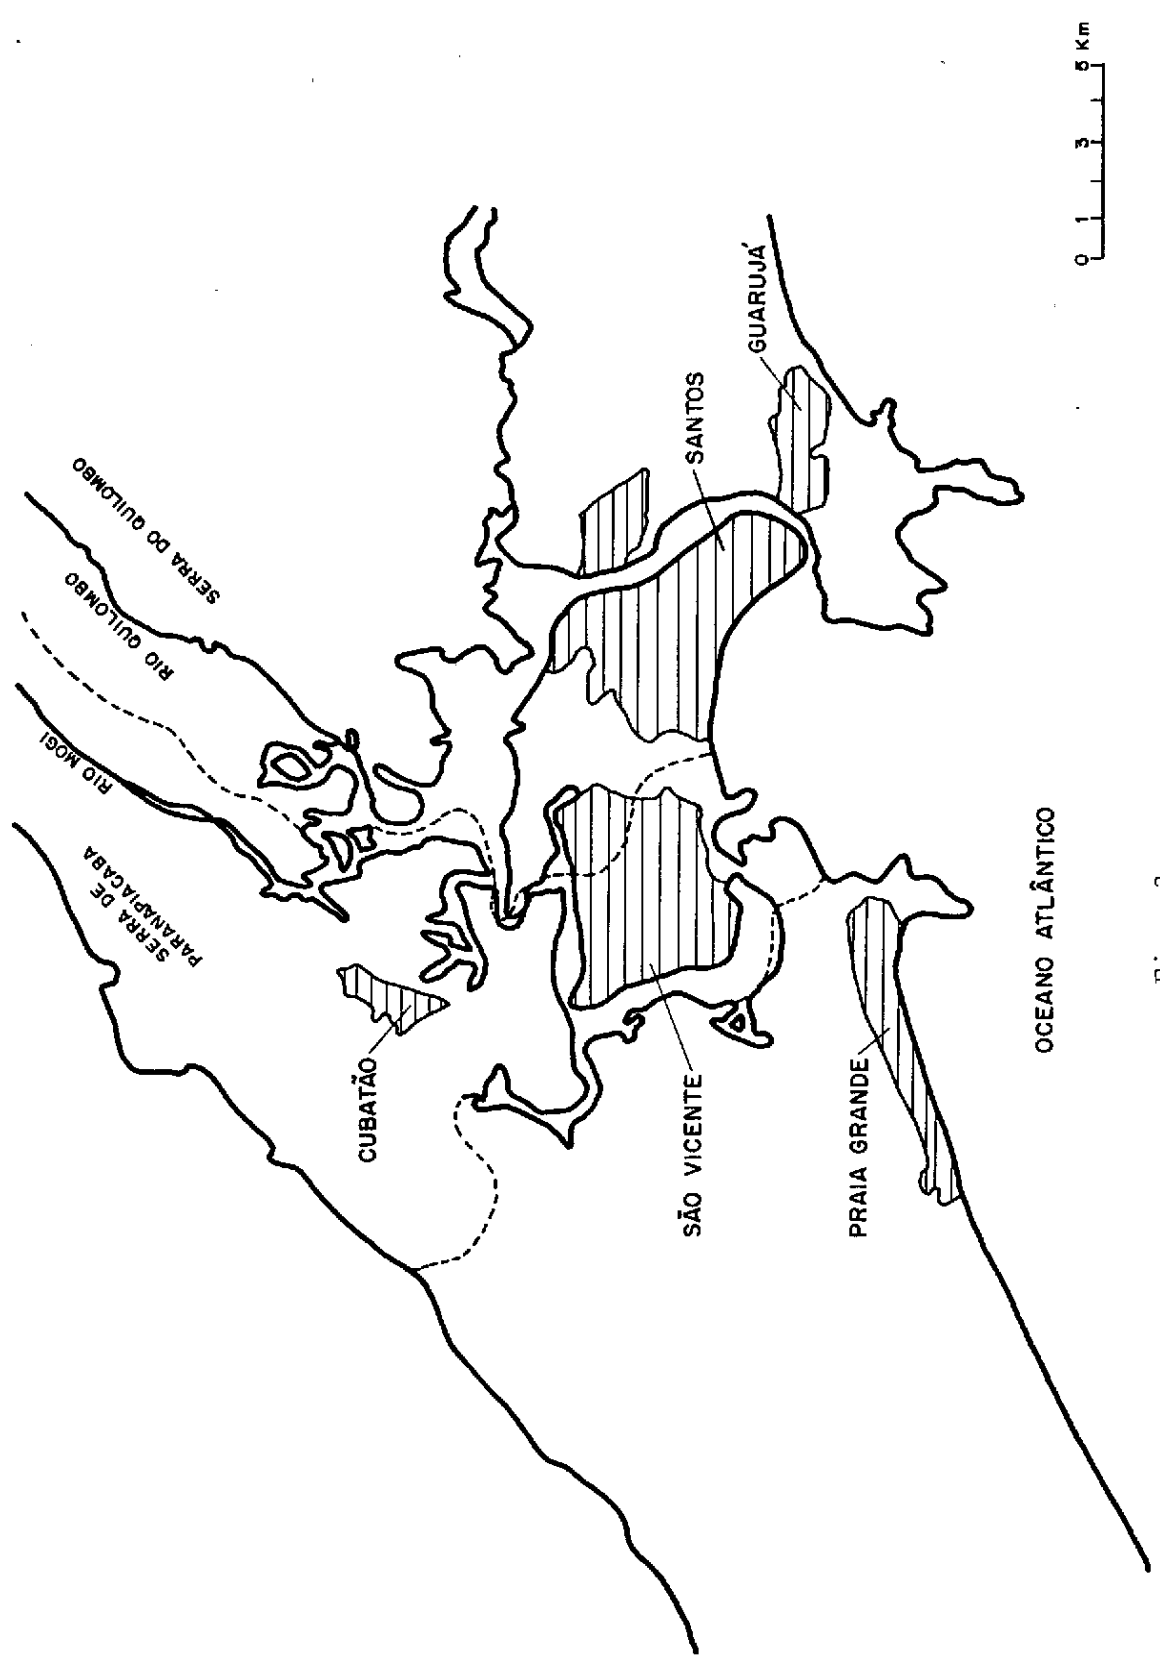 SERRA DO QUILOMBO
RIO QUILOMBO
RIO MOGI
SERRA DE
PARANAPIACABA
CUBATÃO
SANTOS
GUARUJÁ
SÃO VICENTE
PRAIA GRANDE
OCEANO ATLÂNTICO
0 1 3 5 Km